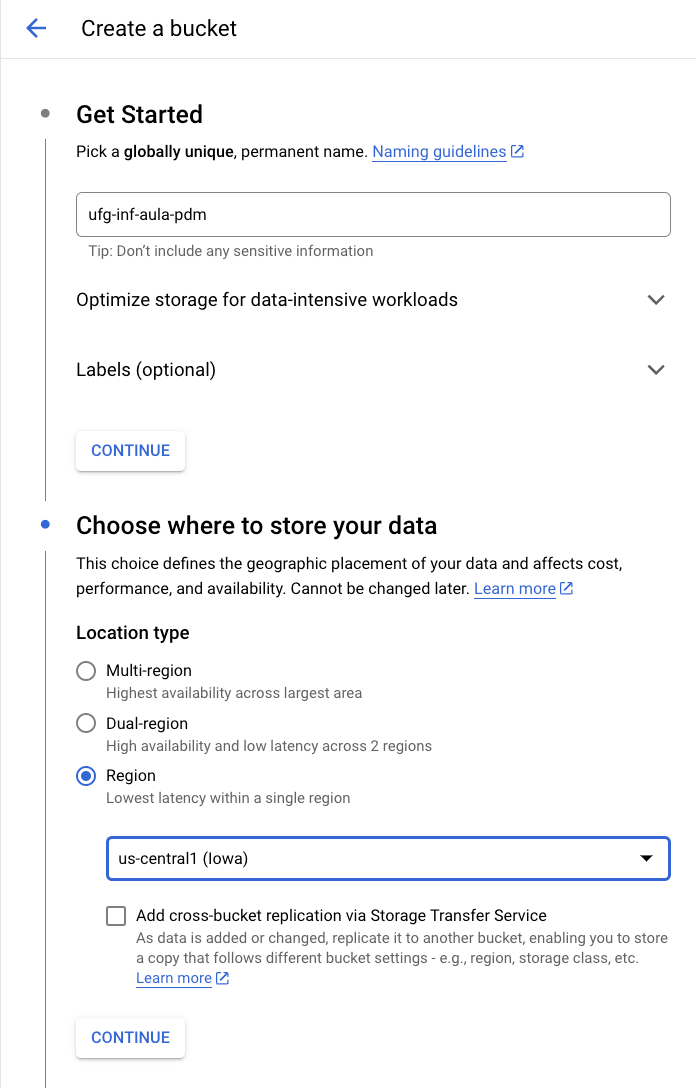 Create a bucket
Get Started
Pick a globally unique, permanent name. Naming guidelines
ufg-inf-aula-pdm
Tip: Don’t include any sensitive information
Optimize storage for data-intensive workloads
Labels (optional)
CONTINUE
Choose where to store your data
This choice defines the geographic placement of your data and affects cost,
performance, and availability. Cannot be changed later. Learn more
Location type
Multi-region
Highest availability across largest area
Dual-region
High availability and low latency across 2 regions
Region
Lowest latency within a single region
us-central1 (Iowa)
Add cross-bucket replication via Storage Transfer Service
As data is added or changed, replicate it to another bucket, enabling you to store
a copy that follows different bucket settings - e.g., region, storage class, etc.
Learn more
CONTINUE